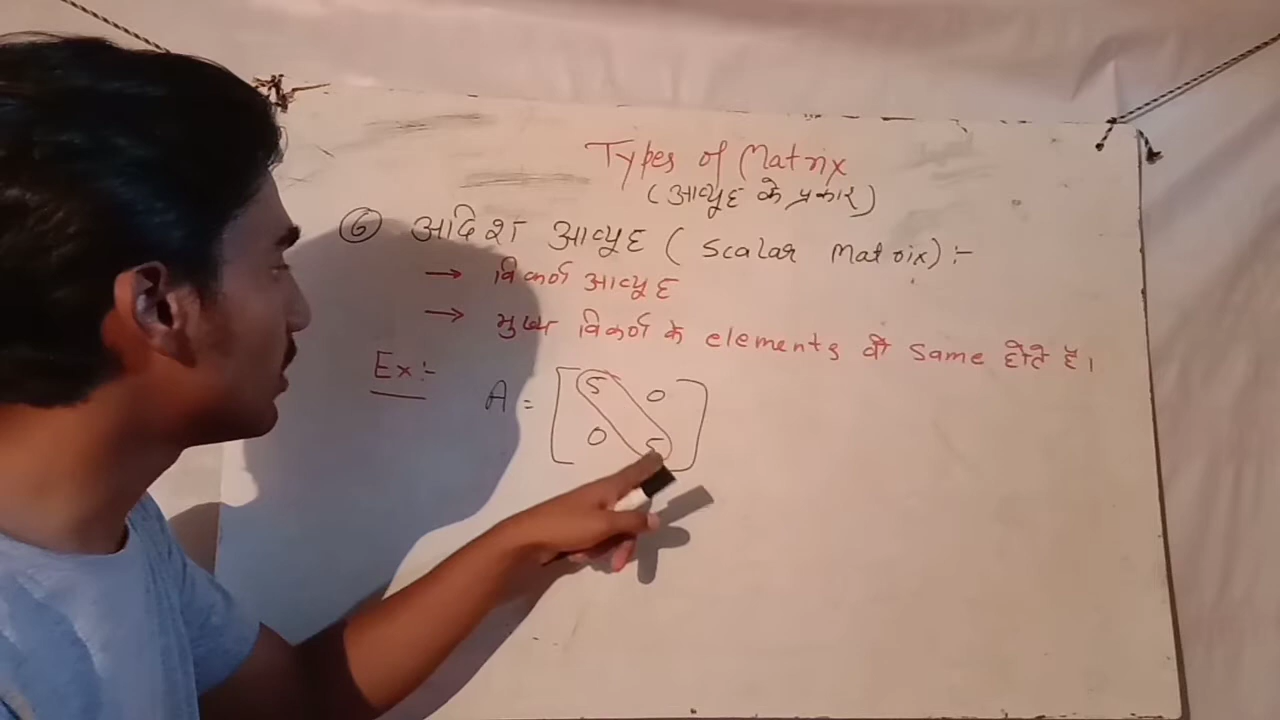 Types of Matrix
(आव्यूह के प्रकार)
⑥ अदिश आव्यूह (Scalar Matrix) :-
→ विकर्ण आव्यूह
→ मुख्य विकर्ण के elements भी same होते हैं।
Ex:- A = [5 0
0 5]